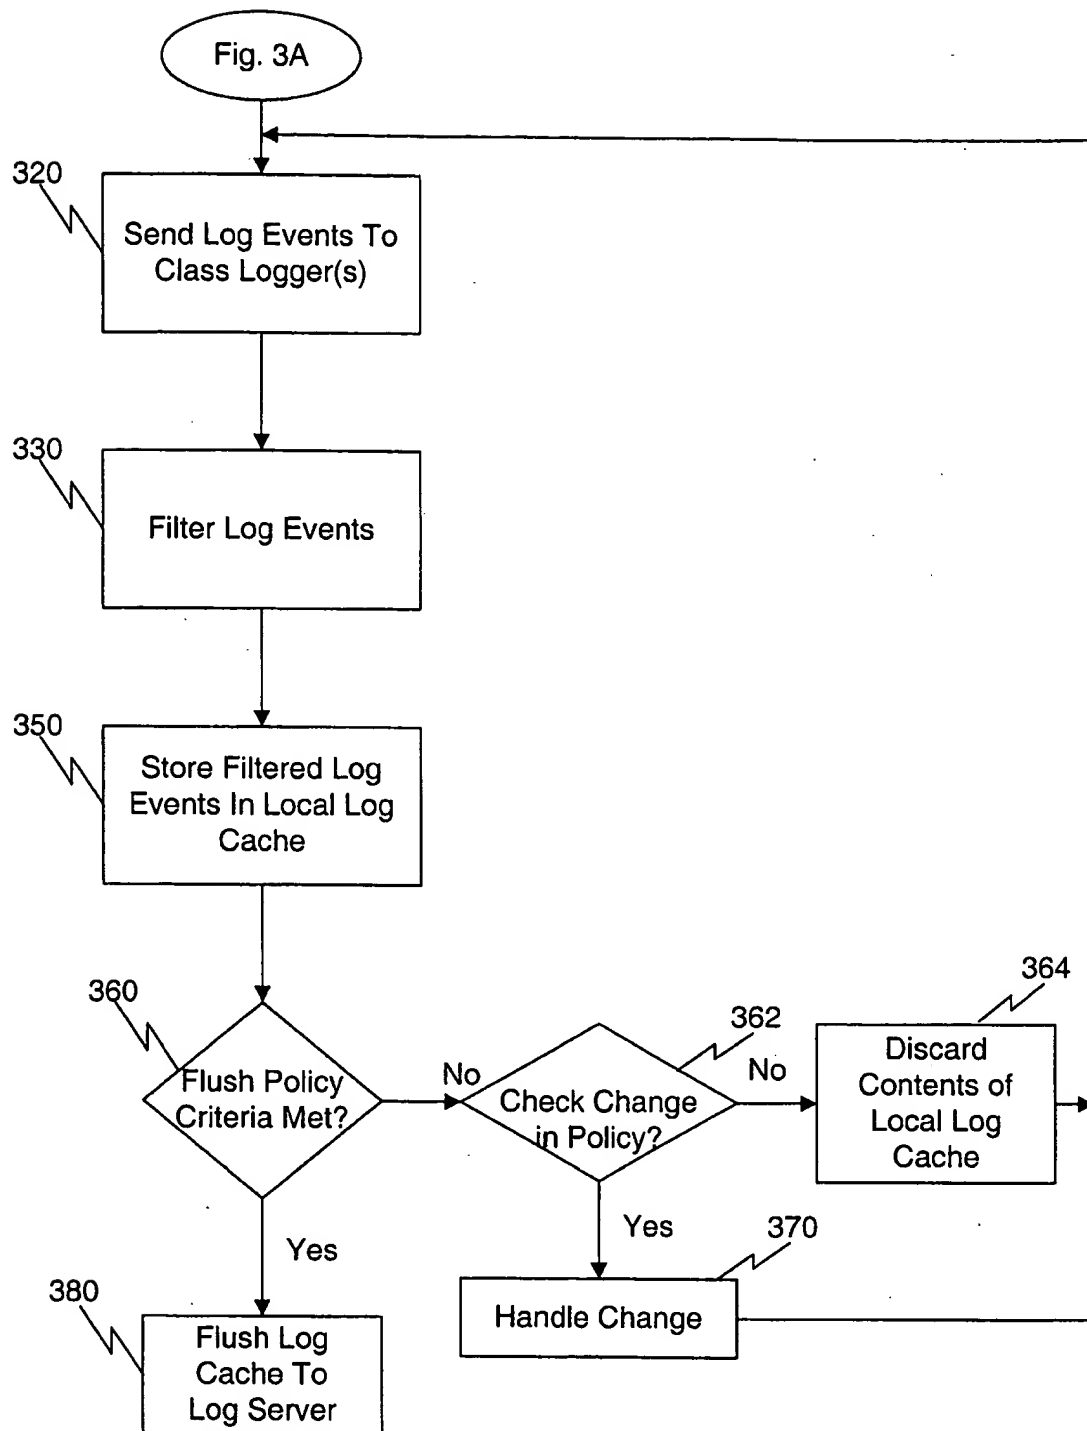 Fig. 3A
320
Send Log Events To
Class Logger(s)
330
Filter Log Events
350
Store Filtered Log
Events In Local Log
Cache
360
Flush Policy
Criteria Met?
No
362
Check Change
in Policy?
No
364
Discard
Contents of
Local Log
Cache
Yes
Yes
370
Handle Change
380
Flush Log
Cache To
Log Server